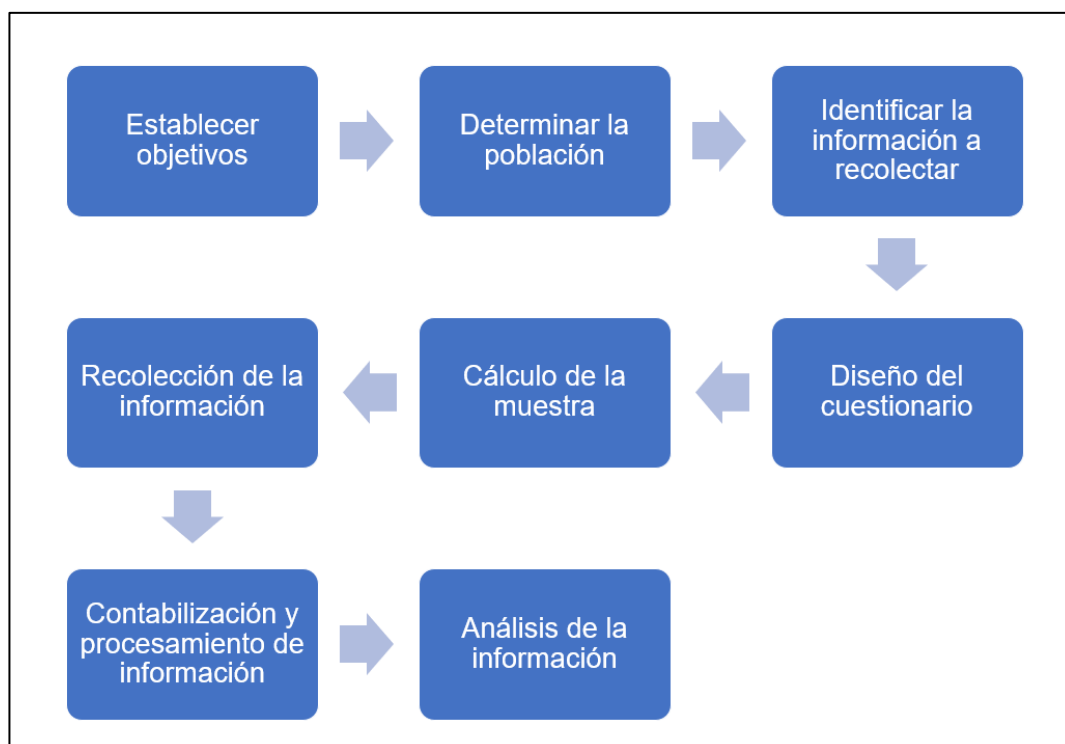 Establecer
objetivos
Determinar la
población
Identificar la
información a
recolectar
Diseño del
cuestionario
Cálculo de la
muestra
Recolección de la
información
Contabilización y
procesamiento de
información
Análisis de la
información